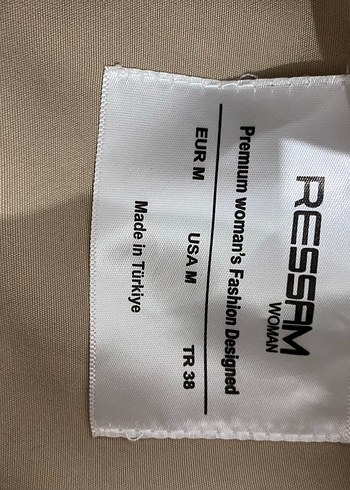 RESSAM
WOMAN
Premium woman's Fashion Designed
EUR M USA M TR 38
Made in Türkiye